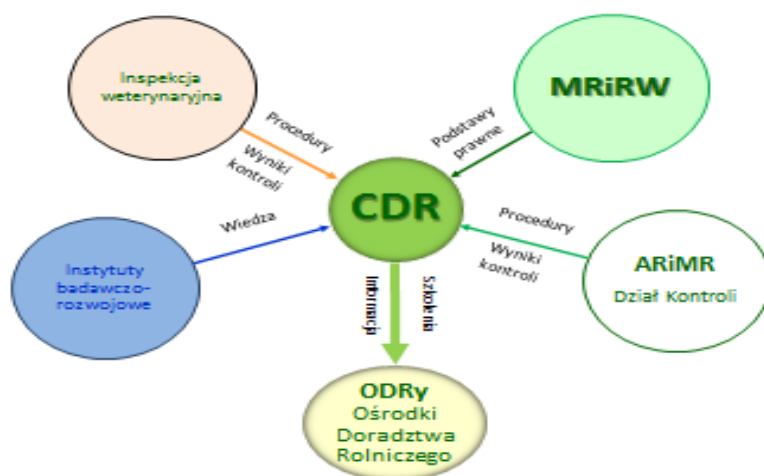 Inspekcja
weterynaryjna
MRiRW
Procedury
Wyniki
kontroli
Podstawy
prawne
CDR
Wiedza
Procedury
Wyniki
kontroli
Instytuty
badawczo-
rozwojowe
ARiMR
Dział Kontroli
Szkolenia
Informacja
ODRy
Ośrodki
Doradztwa
Rolniczego